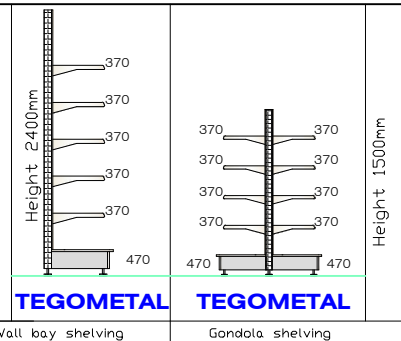 Height 2400mm
370
370
370
370
370
470
TEGOMETAL
Wall bay shelving
370 370
370 370
370 370
370 370
470 470
Height 1500mm
TEGOMETAL
Gondola shelving